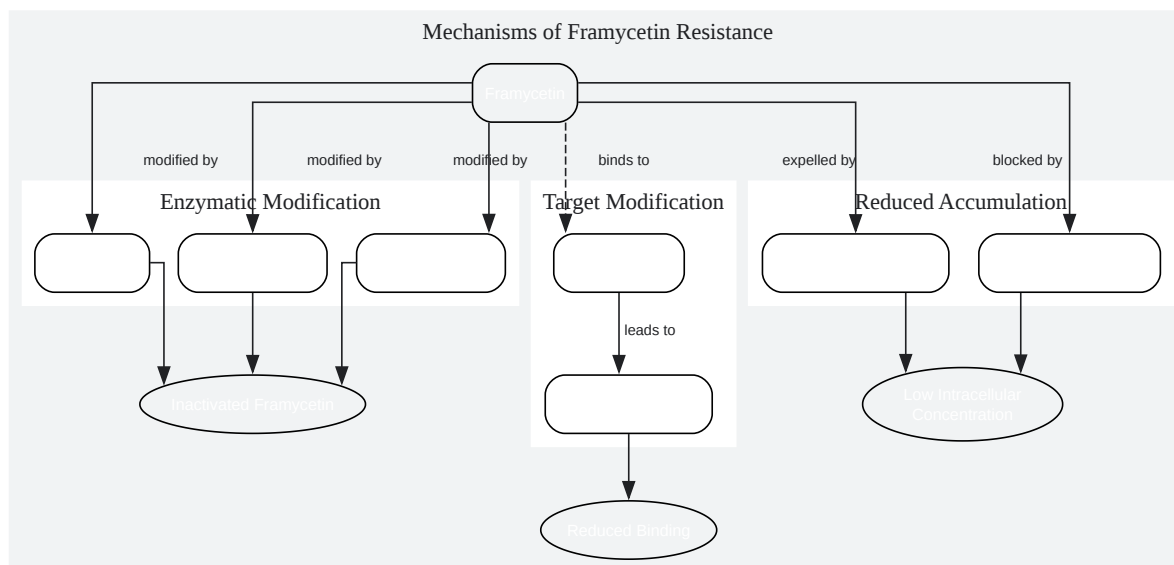 Mechanisms of Framycetin Resistance
Framycetin
modified by
modified by
modified by
binds to
expelled by
blocked by
Enzymatic Modification
Target Modification
Reduced Accumulation
leads to
Inactivated Framycetin
Low Intracellular
Concentration
Reduced Binding